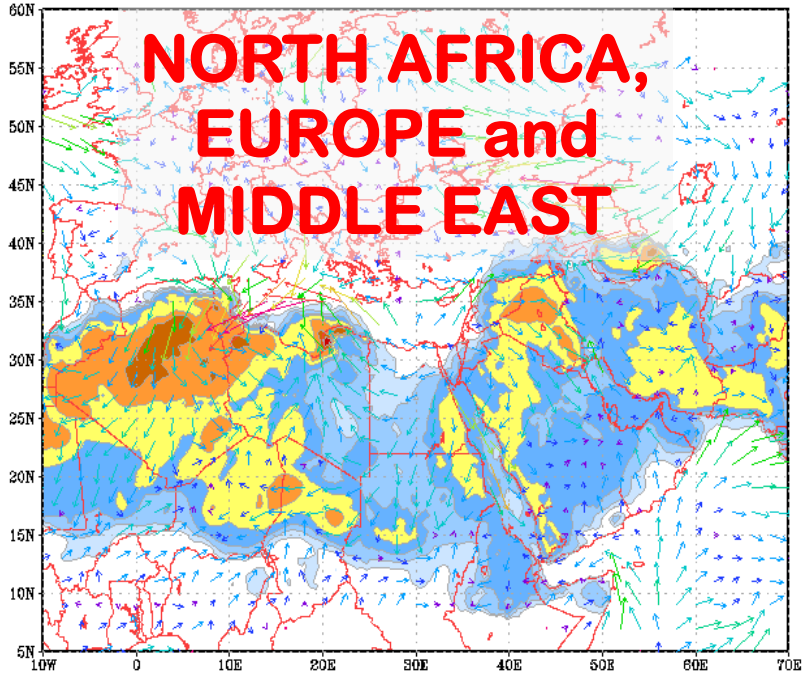 NORTH AFRICA,
EUROPE and
MIDDLE EAST
60N
55N
50N
45N
40N
35N
30N
25N
20N
15N
10N
5N
10W 0 10E 20E 30E 40E 50E 60E 70E